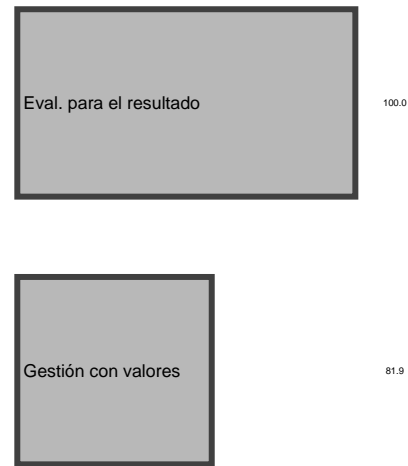 Eval. para el resultado 100.0
Gestión con valores 81.9